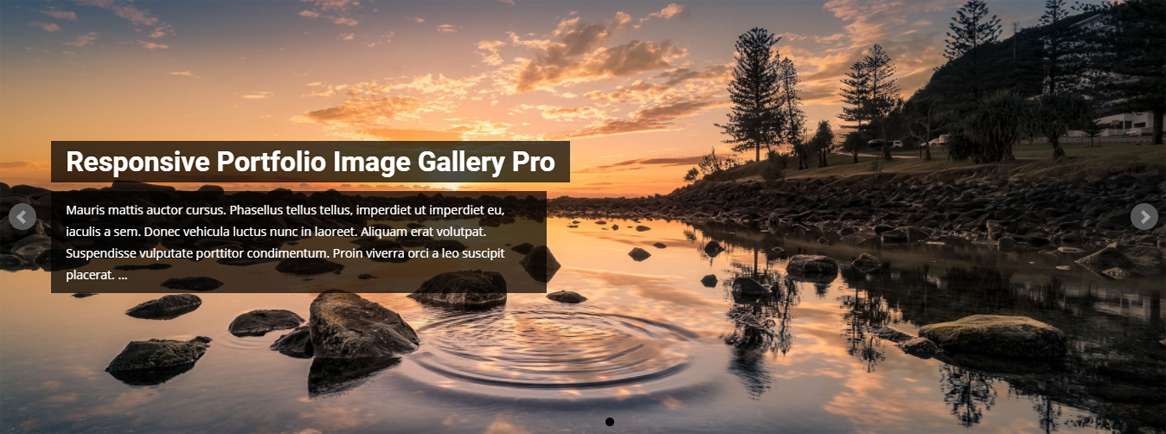 Responsive Portfolio Image Gallery Pro
Mauris mattis auctor cursus. Phasellus tellus tellus, imperdiet ut imperdiet eu,
iaculis a sem. Donec vehicula luctus nunc in laoreet. Aliquam erat volutpat.
Suspendisse vulputate porttitor condimentum. Proin viverra orci a leo suscipit
placerat. ...